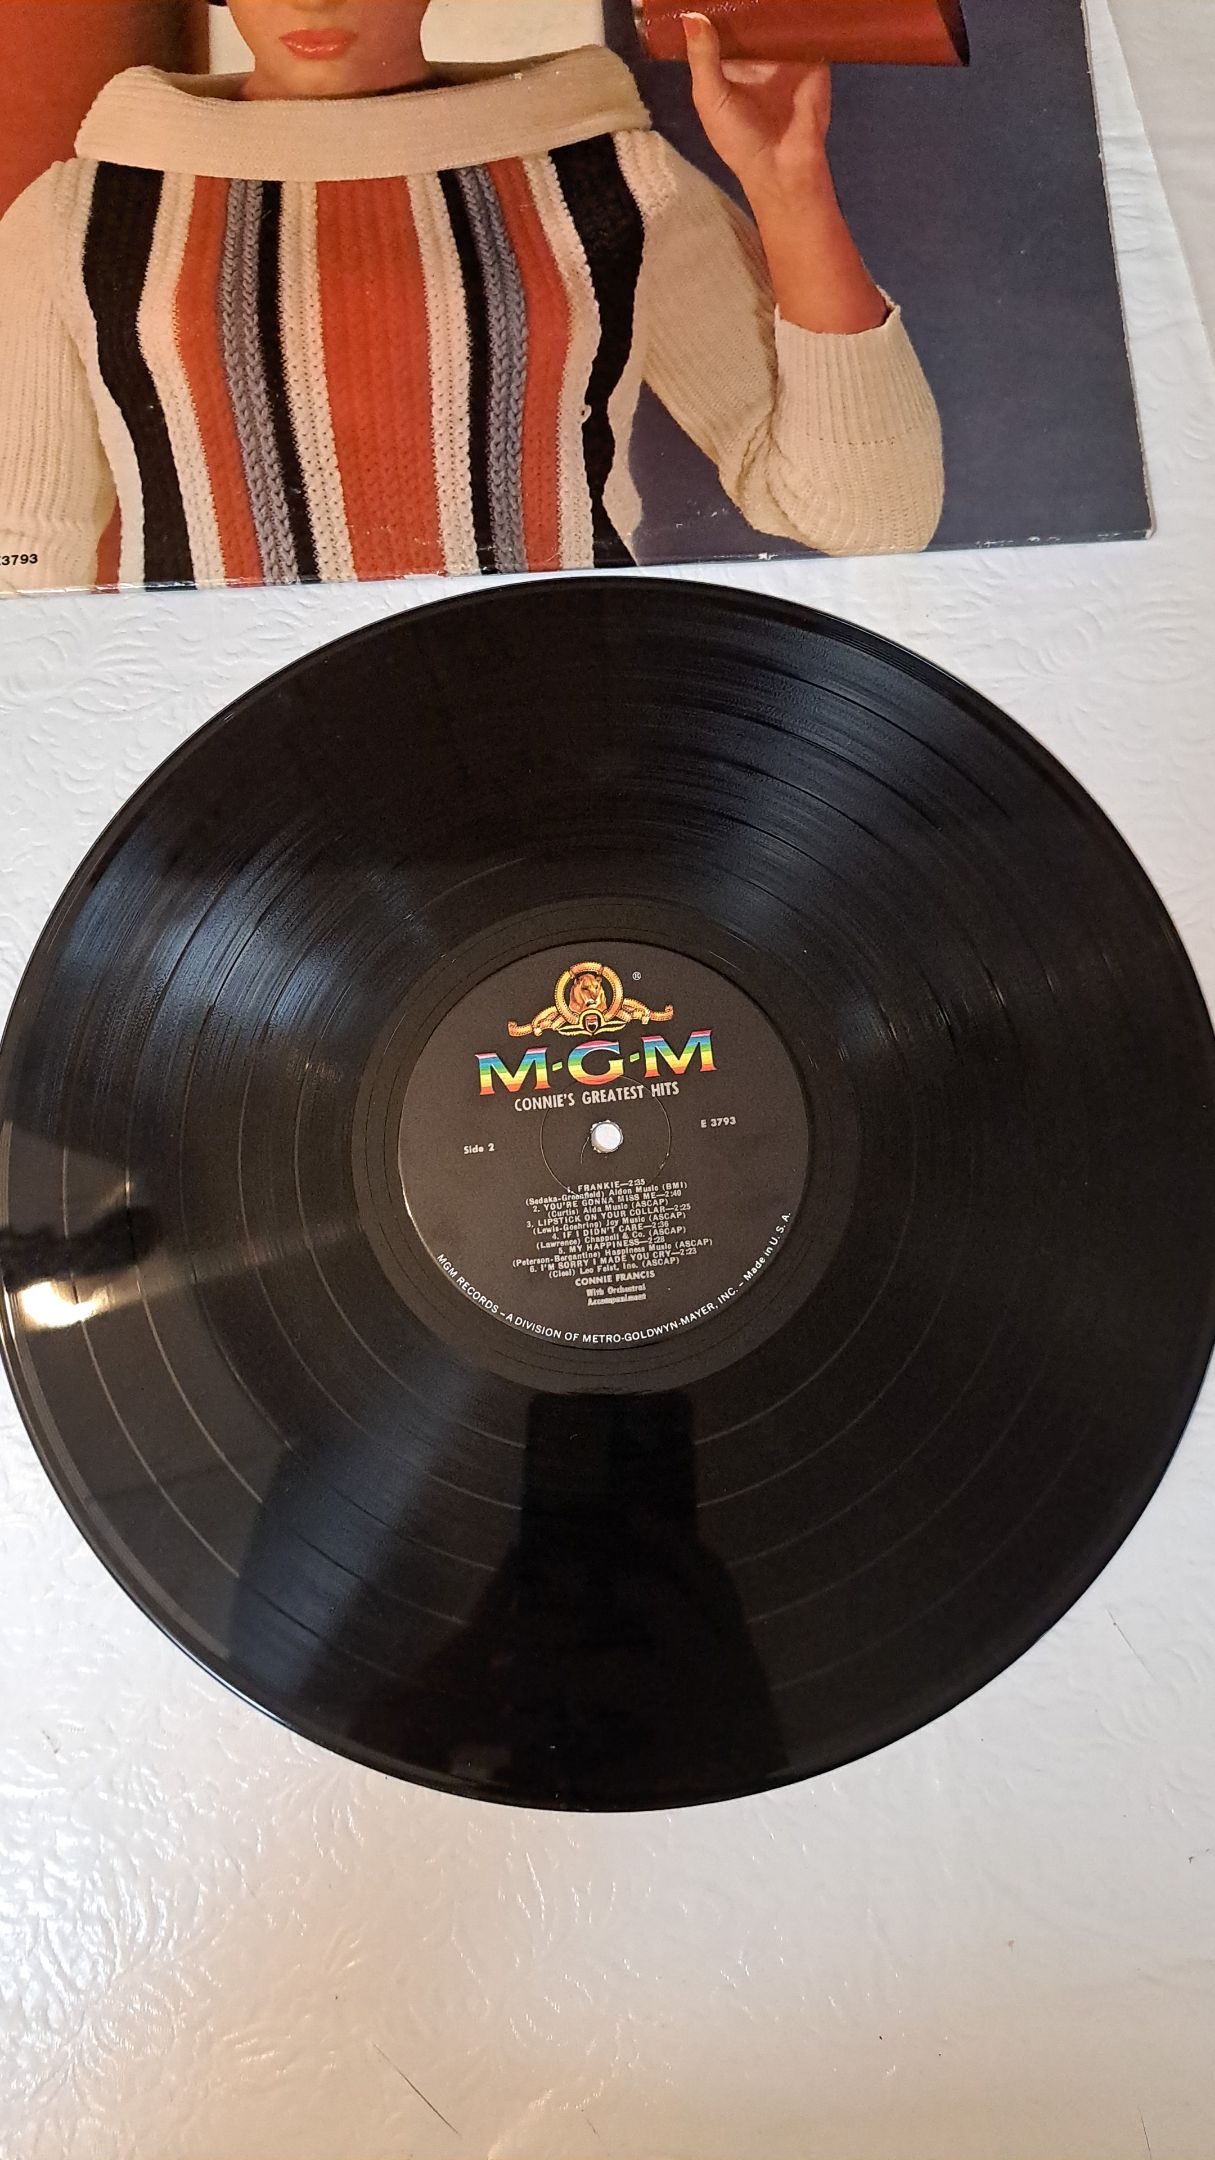 3793
®
M-G-M
CONNIE'S GREATEST HITS
Side 2
E 3793
1. FRANKIE—2:35
(Sedaka-Greenfield) Aldon Music (BMI)
2. YOU'RE GONNA MISS ME—2:40
(Curtis) Alda Music (ASCAP)
3. LIPSTICK ON YOUR COLLAR—2:25
(Lewis-Goehring) Joy Music (ASCAP)
4. IF I DIDN'T CARE—2:36
(Lawrence) Chappell & Co. (ASCAP)
5. MY HAPPINESS—2:28
(Peterson-Bergantine) Happiness Music (ASCAP)
6. I'M SORRY I MADE YOU CRY—2:23
(Clesi) Leo Feist, Inc. (ASCAP)
CONNIE FRANCIS
With Orchestral
Accompaniment
MGM RECORDS – A DIVISION OF METRO-GOLDWYN-MAYER, INC. – Made in U. S. A.